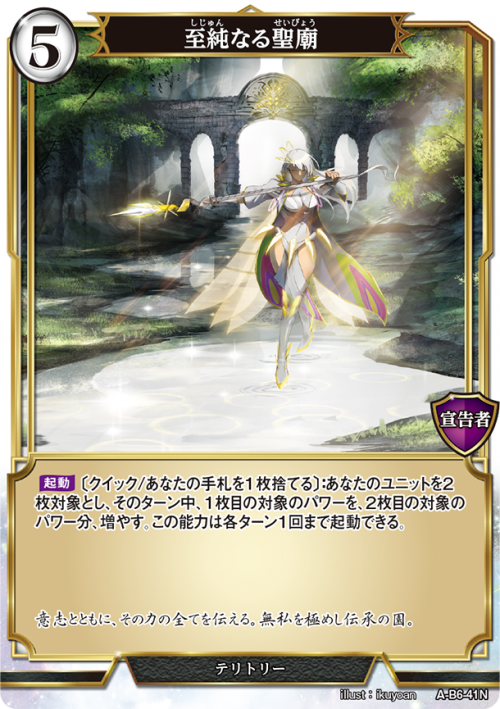 5
しじゅん せいびょう
至純なる聖廟
宣告者
起動 〔クイック/あなたの手札を1枚捨てる〕:あなたのユニットを2
枚対象とし、そのターン中、1枚目の対象のパワーを、2枚目の対象の
パワー分、増やす。この能力は各ターン1回まで起動できる。
意志とともに、その力の全てを伝える。無私を極めし伝承の園。
テリトリー
illust：ikuyoan A-B6-41N